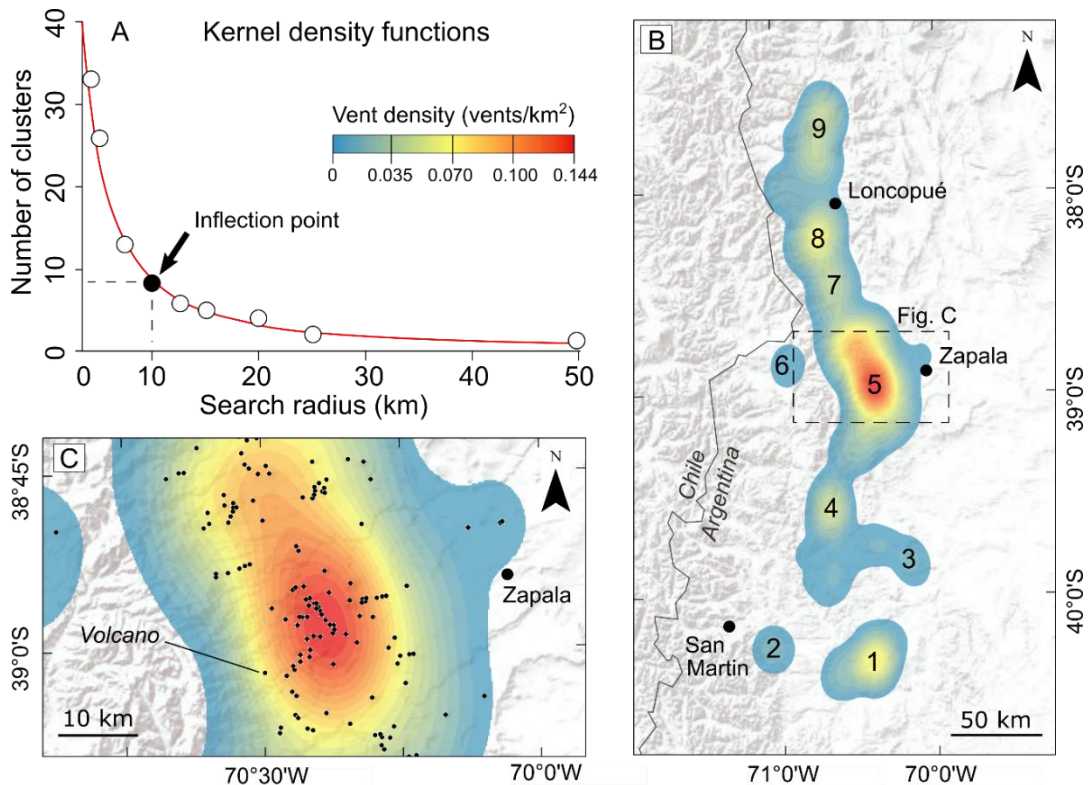 A
Kernel density functions
Number of clusters
40
30
20
10
0
Vent density (vents/km²)
0
0.035
0.070
0.100
0.144
Inflection point
0
10
20
30
40
50
Search radius (km)
B
N
9
Loncopué
8
7
Fig. C
6
Zapala
5
Chile
Argentina
4
3
San
Martin
2
1
50 km
38°0'S
39°0'S
40°0'S
71°0'W
70°0'W
C
N
38°45'S
39°0'S
Zapala
Volcano
10 km
70°30'W
70°0'W